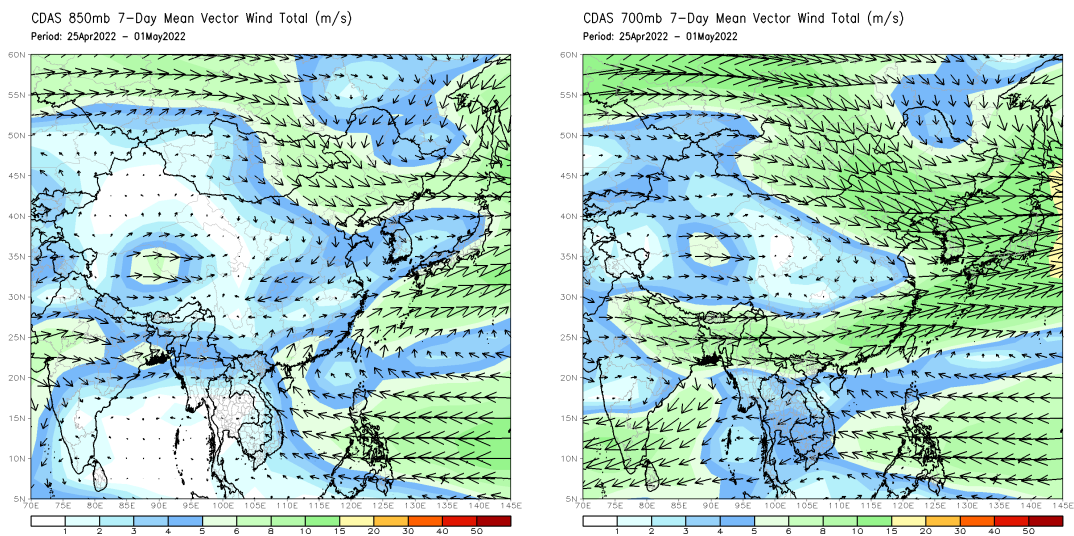 CDAS 850mb 7-Day Mean Vector Wind Total (m/s)
Period: 25Apr2022 - 01May2022
60N
55N
50N
45N
40N
35N
30N
25N
20N
15N
10N
5N
70E 75E 80E 85E 90E 95E 100E 105E 110E 115E 120E 125E 130E 135E 140E 145E
1 2 3 4 5 6 8 10 15 20 30 40 50
CDAS 700mb 7-Day Mean Vector Wind Total (m/s)
Period: 25Apr2022 - 01May2022
60N
55N
50N
45N
40N
35N
30N
25N
20N
15N
10N
5N
70E 75E 80E 85E 90E 95E 100E 105E 110E 115E 120E 125E 130E 135E 140E 145E
1 2 3 4 5 6 8 10 15 20 30 40 50